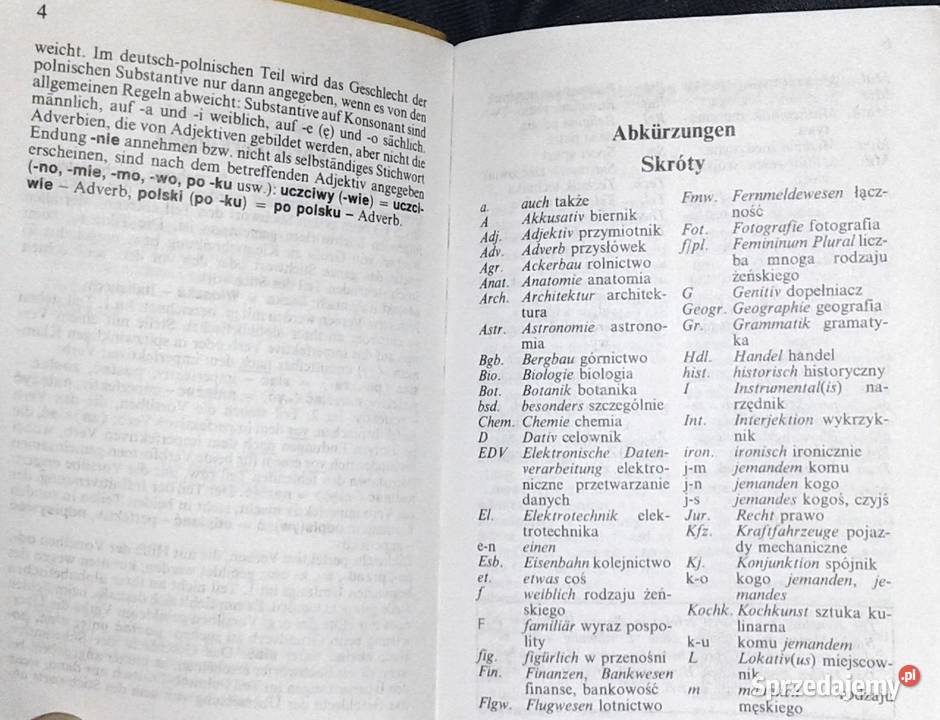 4
weicht. Im deutsch-polnischen Teil wird das Geschlecht der
polnischen Substantive nur dann angegeben, wenn es von den
allgemeinen Regeln abweicht: Substantive auf Konsonant sind
männlich, auf -a und -i weiblich, auf -e (ę) und -o sächlich.
Adverbien, die von Adjektiven gebildet werden, aber nicht die
Endung -nie annehmen bzw. nicht als selbständiges Stichwort
erscheinen, sind nach dem betreffenden Adjektiv angegeben
(-no, -mie, -mo, -wo, po -ku usw.): uczciwy (-wie) = uczci-
wie – Adverb, polski (po -ku) = po polsku – Adverb.
Abkürzungen
Skróty
a. auch także
A Akkusativ biernik
Adj. Adjektiv przymiotnik
Adv. Adverb przysłówek
Agr. Ackerbau rolnictwo
Anat. Anatomie anatomia
Arch. Architektur architek-
tura
Astr. Astronomie astrono-
mia
Bgb. Bergbau górnictwo
Bio. Biologie biologia
Bot. Botanik botanika
bsd. besonders szczególnie
Chem. Chemie chemia
D Dativ celownik
EDV Elektronische Daten-
verarbeitung elektro-
niczne przetwarzanie
danych
El. Elektrotechnik elek-
trotechnika
e-n einen
Esb. Eisenbahn kolejnictwo
et. etwas coś
f weiblich rodzaju żeń-
skiego
F familiär wyraz pospo-
lity
fig. figürlich w przenośni
Fin. Finanzen, Bankwesen
finanse, bankowość
Flgw. Flugwesen lotnictwo
Fmw. Fernmeldewesen łącz-
ność
Fot. Fotografie fotografia
f/pl. Femininum Plural licz-
ba mnoga rodzaju
żeńskiego
G Genitiv dopełniacz
Geogr. Geographie geografia
Gr. Grammatik gramaty-
ka
Hdl. Handel handel
hist. historisch historyczny
I Instrumental(is) na-
rzędnik
Int. Interjektion wykrzyk-
nik
iron. ironisch ironicznie
j-m jemandem komu
j-n jemanden kogo
j-s jemandes kogoś, czyjś
Jur. Recht prawo
Kfz. Kraftfahrzeuge pojaz-
dy mechaniczne
Kj. Konjunktion spójnik
k-o kogo jemanden, je-
mandes
Kochk. Kochkunst sztuka ku-
linarna
k-u komu jemandem
L Lokativ(us) miejscow-
nik
m rodzaju
męskiego
Sprzedajemy.pl